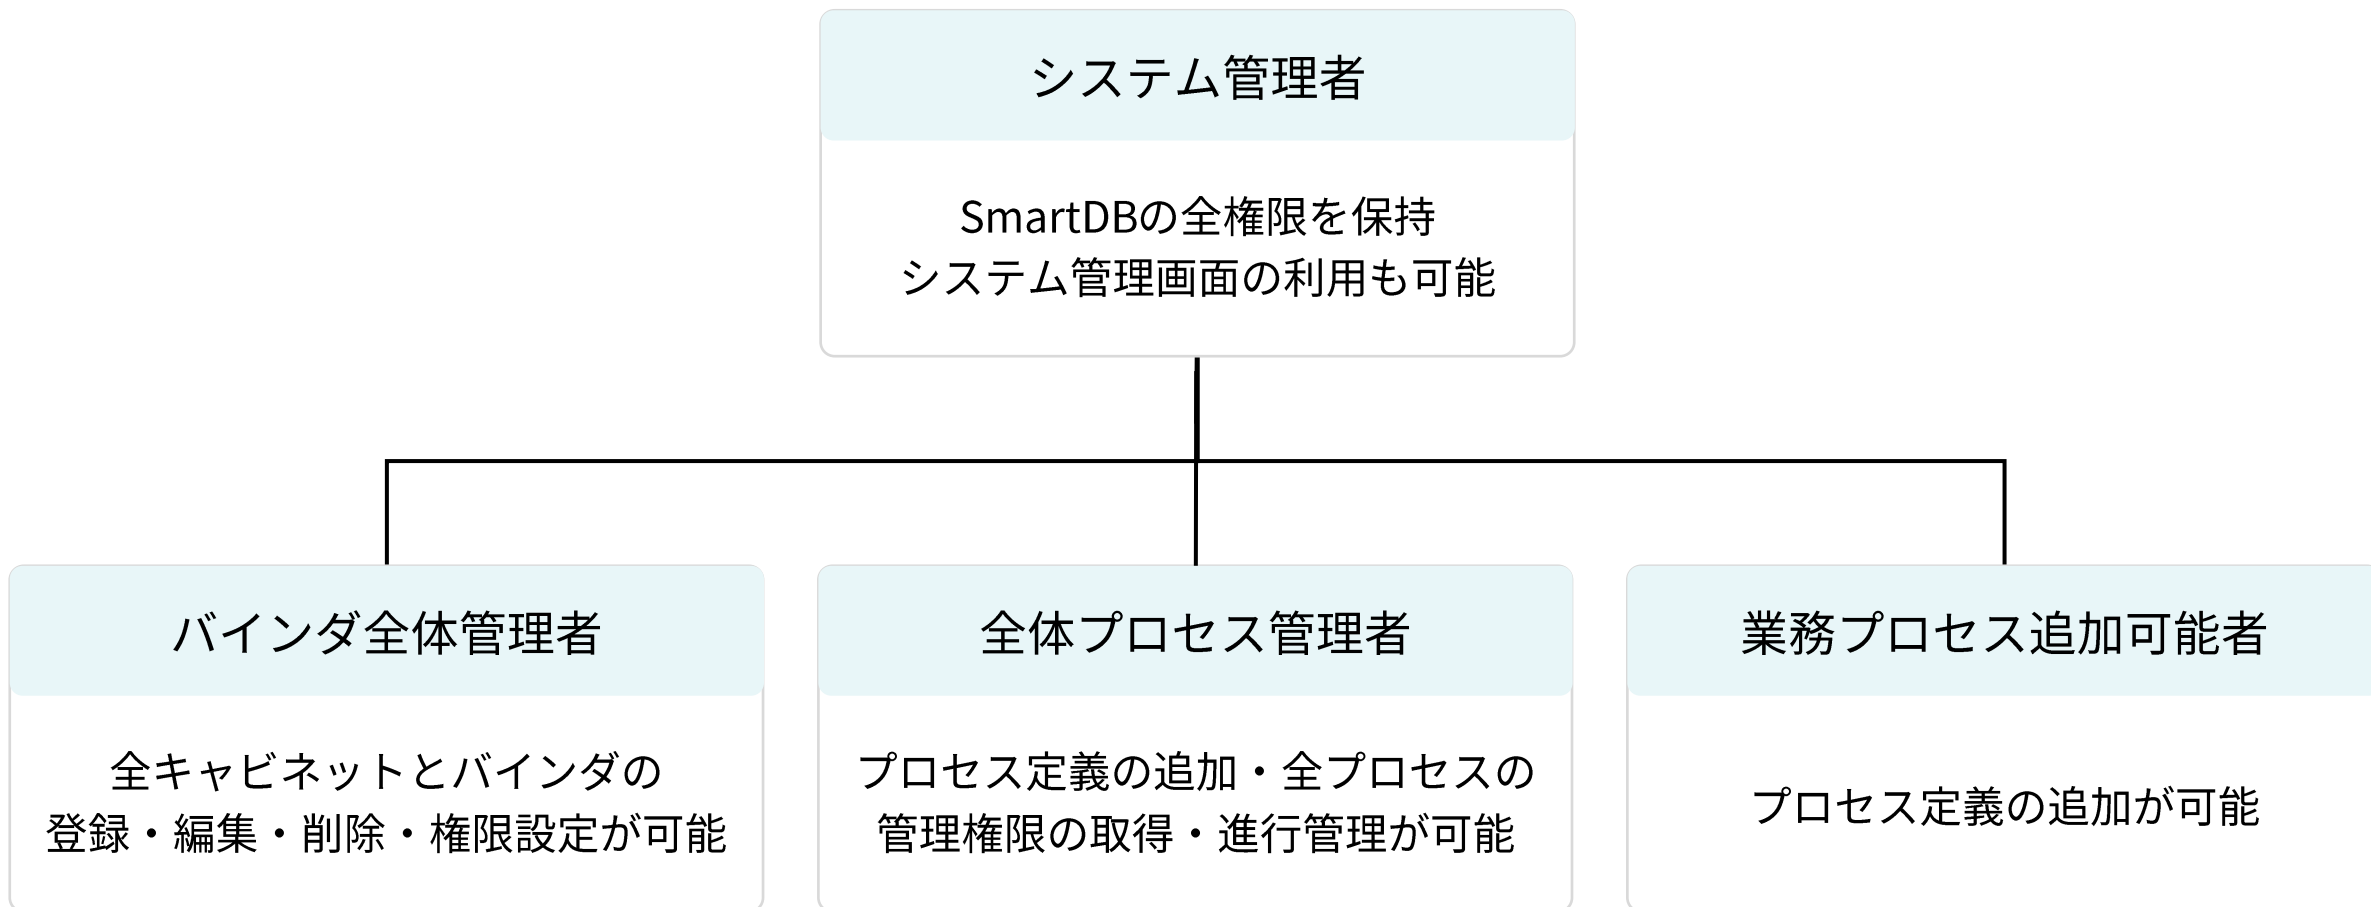 システム管理者
SmartDBの全権限を保持
システム管理画面の利用も可能
バインダ全体管理者
全キャビネットとバインダの
登録・編集・削除・権限設定が可能
全体プロセス管理者
プロセス定義の追加・全プロセスの
管理権限の取得・進行管理が可能
業務プロセス追加可能者
プロセス定義の追加が可能